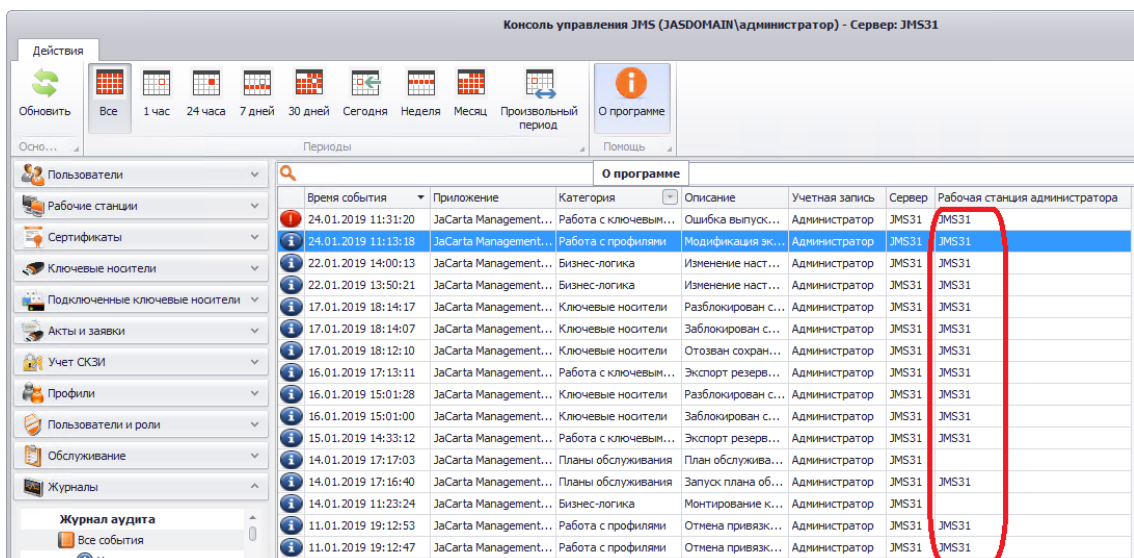 Консоль управления JMS (JASDOMAIN\администратор) - Сервер: JMS31
Действия
Обновить Все 1 час 24 часа 7 дней 30 дней Сегодня Неделя Месяц Произвольный период О программе
Осно... Периоды Помощь
О программе
Пользователи
Рабочие станции
Сертификаты
Ключевые носители
Подключенные ключевые носители
Акты и заявки
Учет СКЗИ
Профили
Пользователи и роли
Обслуживание
Журналы
Журнал аудита
Все события
Время события Приложение Категория Описание Учетная запись Сервер Рабочая станция администратора
24.01.2019 11:31:20 JaCarta Management... Работа с ключевым... Ошибка выпуск... Администратор JMS31 JMS31
24.01.2019 11:13:18 JaCarta Management... Работа с профилями Модификация эк... Администратор JMS31 JMS31
22.01.2019 14:00:13 JaCarta Management... Бизнес-логика Изменение наст... Администратор JMS31 JMS31
22.01.2019 13:50:21 JaCarta Management... Бизнес-логика Изменение наст... Администратор JMS31 JMS31
17.01.2019 18:14:17 JaCarta Management... Ключевые носители Разблокирован с... Администратор JMS31 JMS31
17.01.2019 18:14:07 JaCarta Management... Ключевые носители Заблокирован с... Администратор JMS31 JMS31
17.01.2019 18:12:10 JaCarta Management... Ключевые носители Отозван сохран... Администратор JMS31 JMS31
16.01.2019 17:13:11 JaCarta Management... Работа с ключевым... Экспорт резерв... Администратор JMS31 JMS31
16.01.2019 15:01:28 JaCarta Management... Ключевые носители Разблокирован с... Администратор JMS31 JMS31
16.01.2019 15:01:00 JaCarta Management... Ключевые носители Заблокирован с... Администратор JMS31 JMS31
15.01.2019 14:33:12 JaCarta Management... Работа с ключевым... Экспорт резерв... Администратор JMS31 JMS31
14.01.2019 17:17:03 JaCarta Management... Планы обслуживания План обслужива... Администратор JMS31
14.01.2019 17:16:40 JaCarta Management... Планы обслуживания Запуск плана об... Администратор JMS31 JMS31
14.01.2019 11:23:24 JaCarta Management... Бизнес-логика Монтирование к... Администратор JMS31
11.01.2019 19:12:53 JaCarta Management... Работа с профилями Отмена привязк... Администратор JMS31 JMS31
11.01.2019 19:12:47 JaCarta Management... Работа с профилями Отмена привязк... Администратор JMS31 JMS31